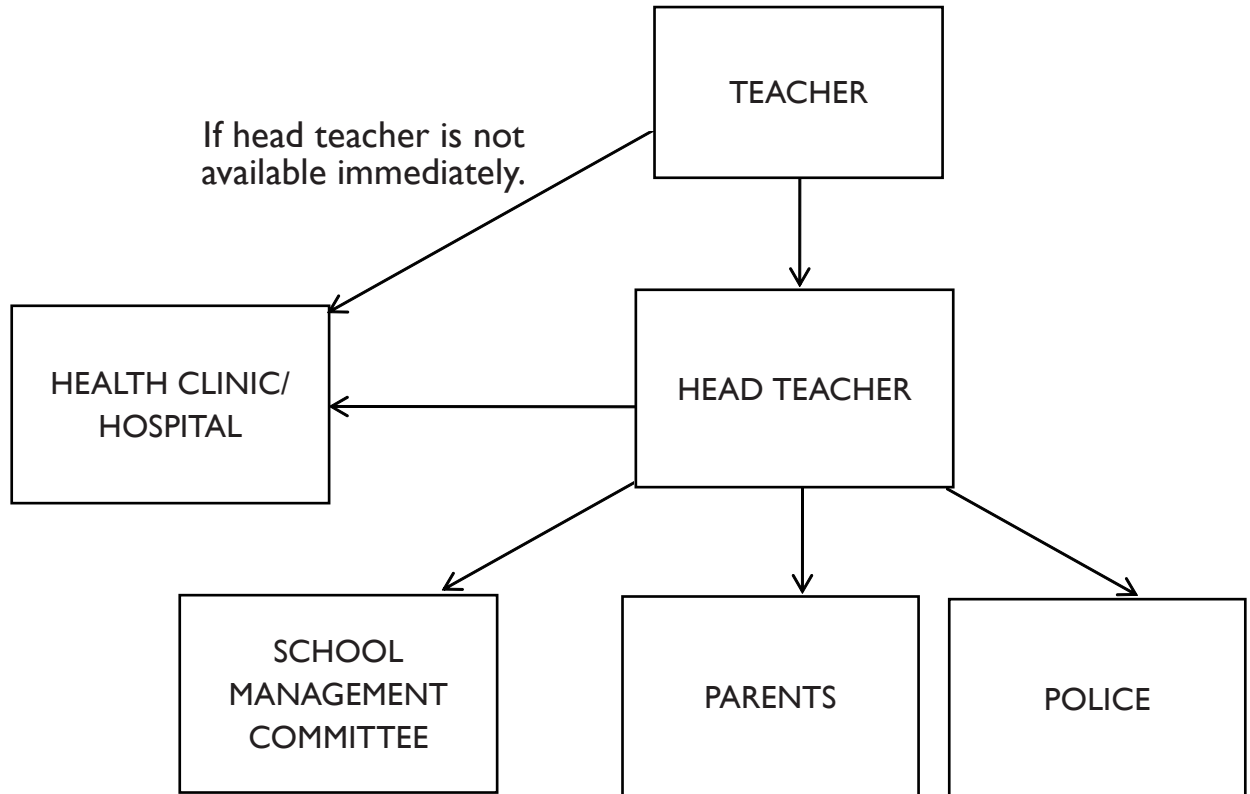 TEACHER
If head teacher is not
available immediately.
HEALTH CLINIC/
HOSPITAL
HEAD TEACHER
SCHOOL
MANAGEMENT
COMMITTEE
PARENTS
POLICE